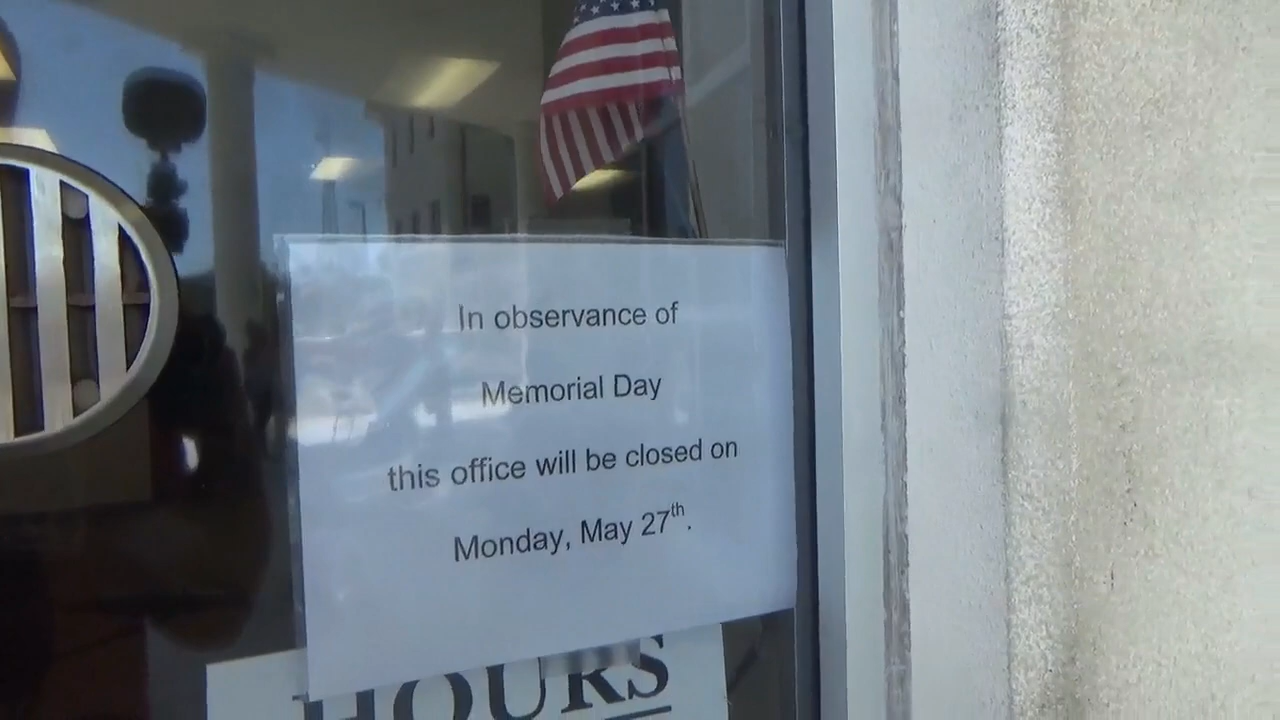 In observance of
Memorial Day
this office will be closed on
Monday, May 27th.
HOURS